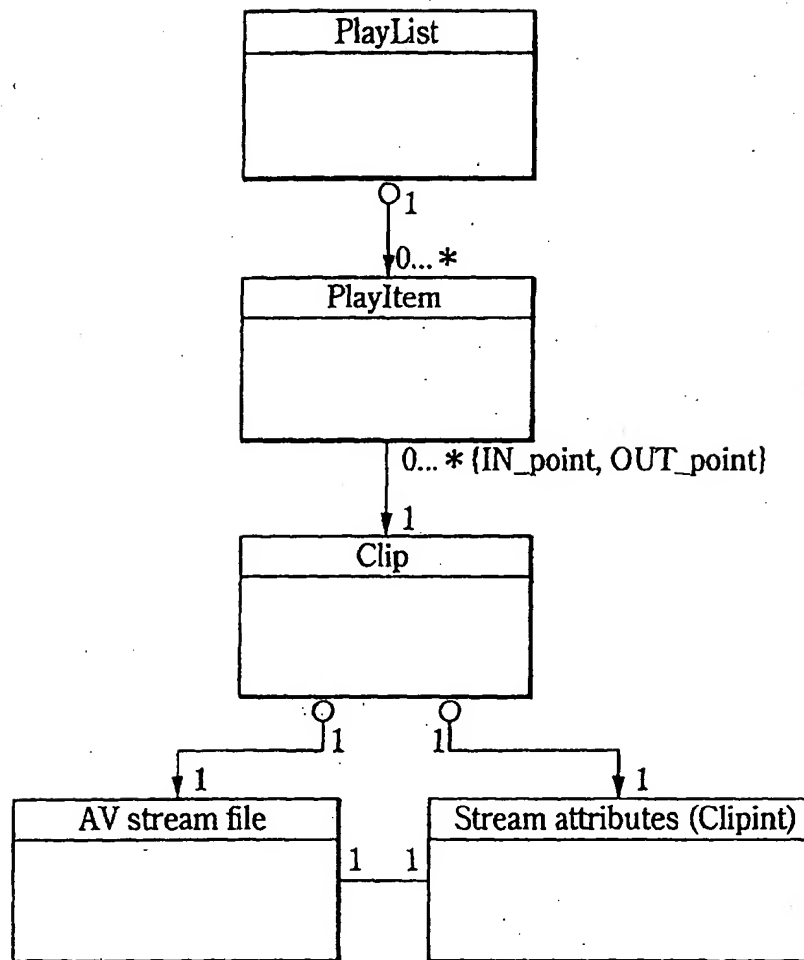 PlayList
1
0... *
PlayItem
0... * {IN_point, OUT_point}
1
Clip
1 1
1 1
AV stream file Stream attributes (Clipint)
1 1